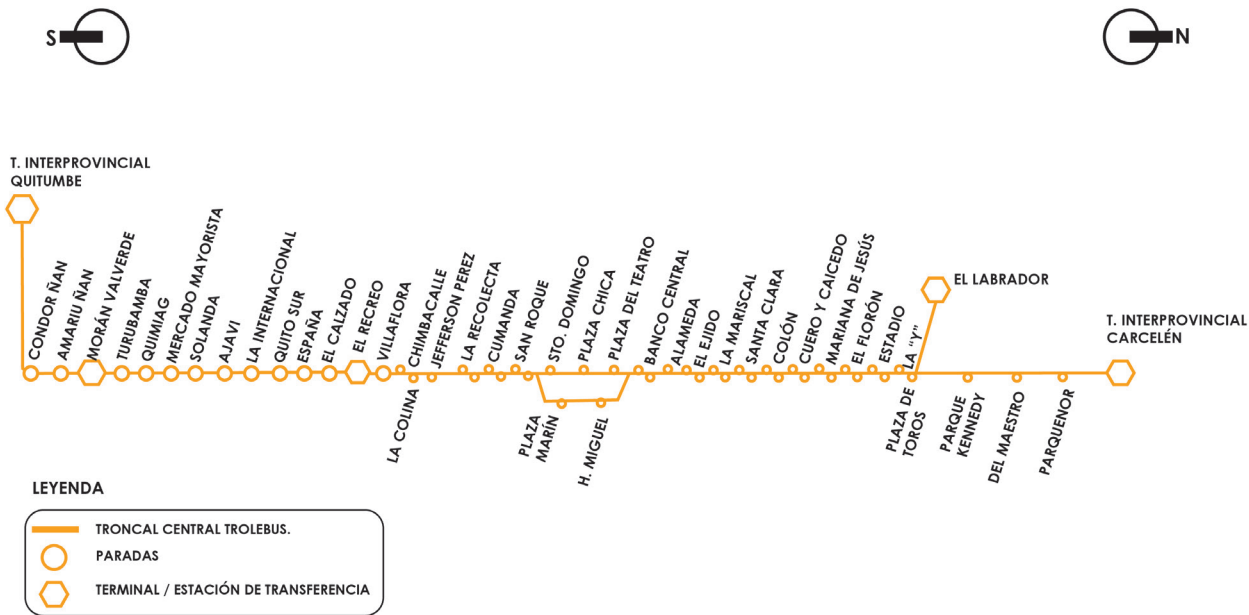 S
N
T. INTERPROVINCIAL
QUITUMBE
CONDOR ÑAN
AMARIU ÑAN
MORÁN VALVERDE
TURUBAMBA
QUIMIAG
MERCADO MAYORISTA
SOLANDA
AJAVI
LA INTERNACIONAL
QUITO SUR
ESPAÑA
EL CALZADO
EL RECREO
VILLAFLORA
LA COLINA
CHIMBACALLE
JEFFERSON PEREZ
LA RECOLECTA
CUMANDA
SAN ROQUE
STO. DOMINGO
PLAZA CHICA
PLAZA DEL TEATRO
PLAZA
MARÍN
H. MIGUEL
BANCO CENTRAL
ALAMEDA
EL EJIDO
LA MARISCAL
SANTA CLARA
COLÓN
CUERO Y CAICEDO
MARIANA DE JESÚS
EL FLORÓN
ESTADIO
LA "Y"
PLAZA DE
TOROS
EL LABRADOR
PARQUE
KENNEDY
DEL MAESTRO
PARQUENOR
T. INTERPROVINCIAL
CARCELÉN
LEYENDA
TRONCAL CENTRAL TROLEBUS.
PARADAS
TERMINAL / ESTACIÓN DE TRANSFERENCIA